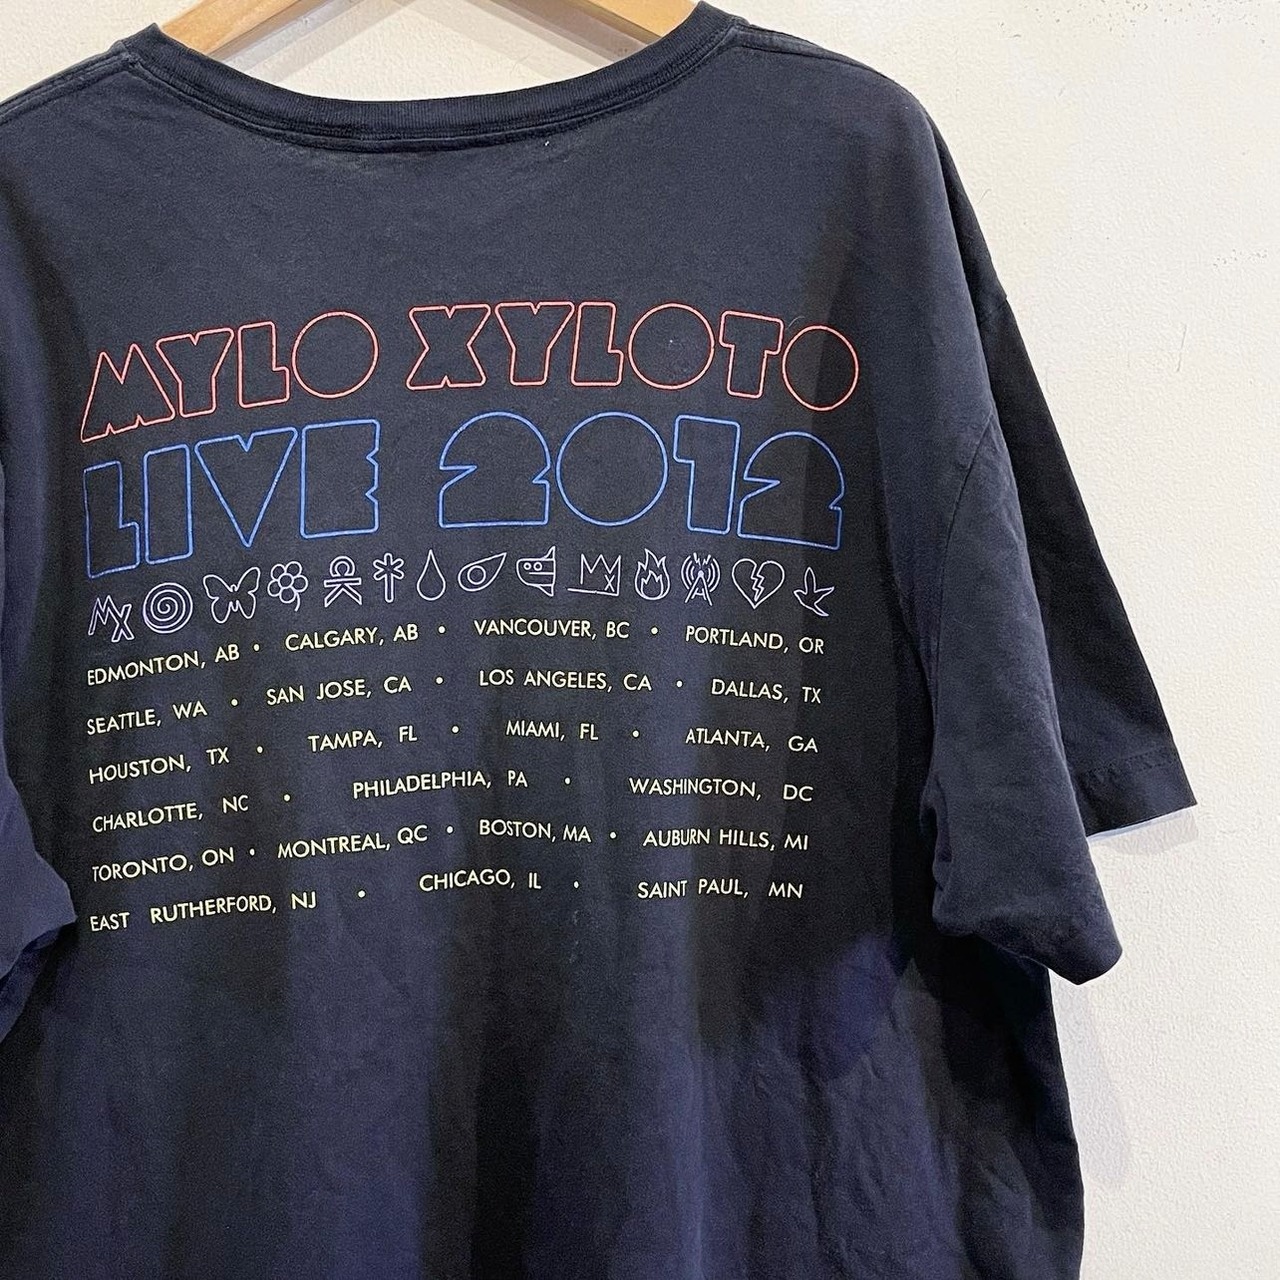 MYLO XYLOTO
LIVE 2012
MX
EDMONTON, AB • CALGARY, AB • VANCOUVER, BC • PORTLAND, OR
SEATTLE, WA • SAN JOSE, CA • LOS ANGELES, CA • DALLAS, TX
HOUSTON, TX • TAMPA, FL • MIAMI, FL • ATLANTA, GA
CHARLOTTE, NC • PHILADELPHIA, PA • WASHINGTON, DC
TORONTO, ON • MONTREAL, QC • BOSTON, MA • AUBURN HILLS, MI
EAST RUTHERFORD, NJ • CHICAGO, IL • SAINT PAUL, MN